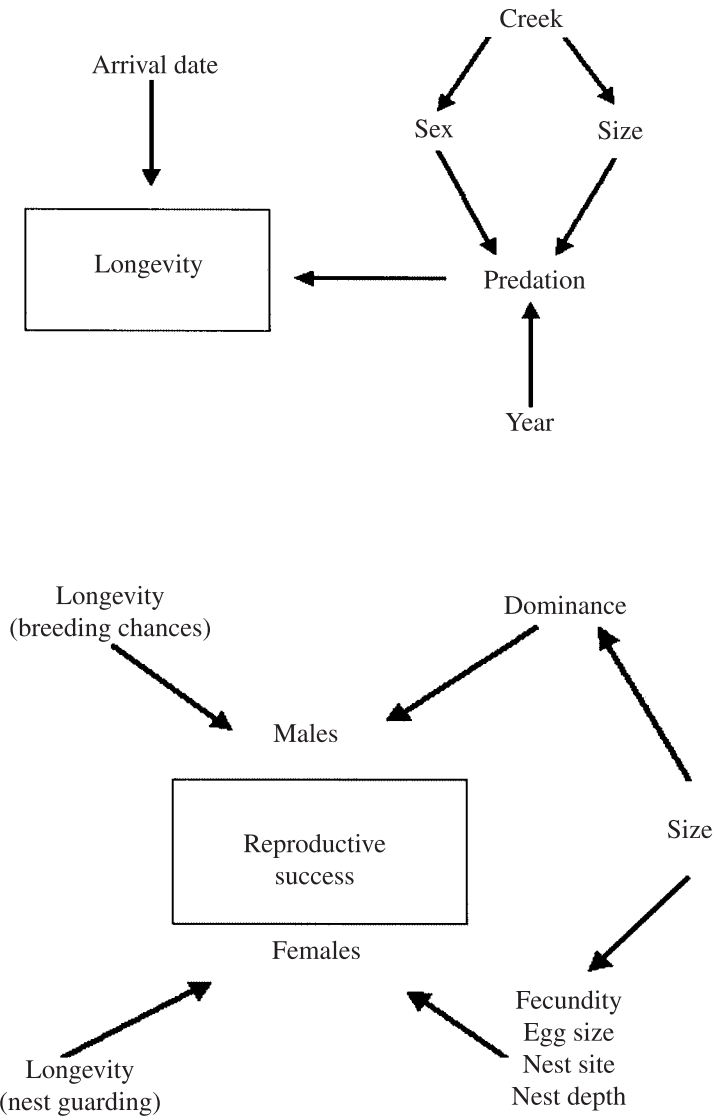 Creek
Arrival date
Sex
Size
Longevity
Predation
Year
Longevity
(breeding chances)
Dominance
Males
Size
Reproductive
success
Females
Fecundity
Egg size
Nest site
Nest depth
Longevity
(nest guarding)